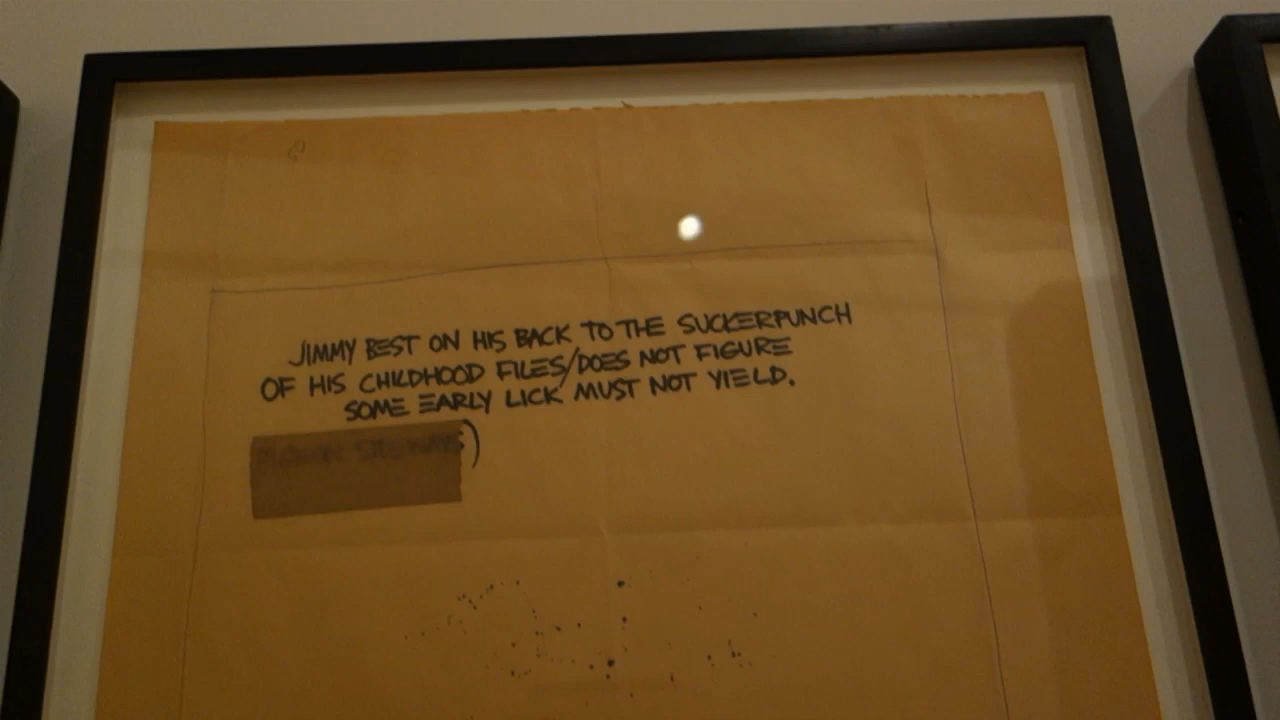 JIMMY BEST ON HIS BACK TO THE SUCKERPUNCH
OF HIS CHILDHOOD FILES/DOES NOT FIGURE
SOME EARLY LICK MUST NOT YIELD.
)